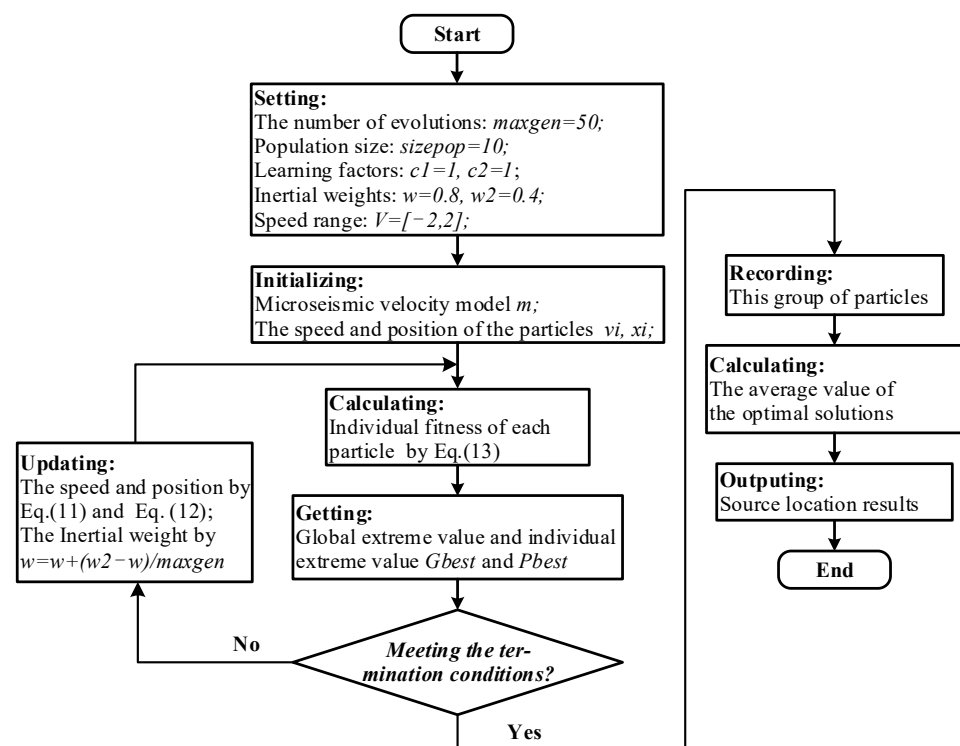 Start
Setting:
The number of evolutions: maxgen=50;
Population size: sizepop=10;
Learning factors: c1=1, c2=1;
Inertial weights: w=0.8, w2=0.4;
Speed range: V=[−2,2];
Initializing:
Microseismic velocity model m;
The speed and position of the particles vi, xi;
Calculating:
Individual fitness of each
particle by Eq.(13)
Getting:
Global extreme value and individual
extreme value Gbest and Pbest
Meeting the ter-
mination conditions?
No
Updating:
The speed and position by
Eq.(11) and Eq. (12);
The Inertial weight by
w=w+(w2−w)/maxgen
Yes
Recording:
This group of particles
Calculating:
The average value of
the optimal solutions
Outputing:
Source location results
End